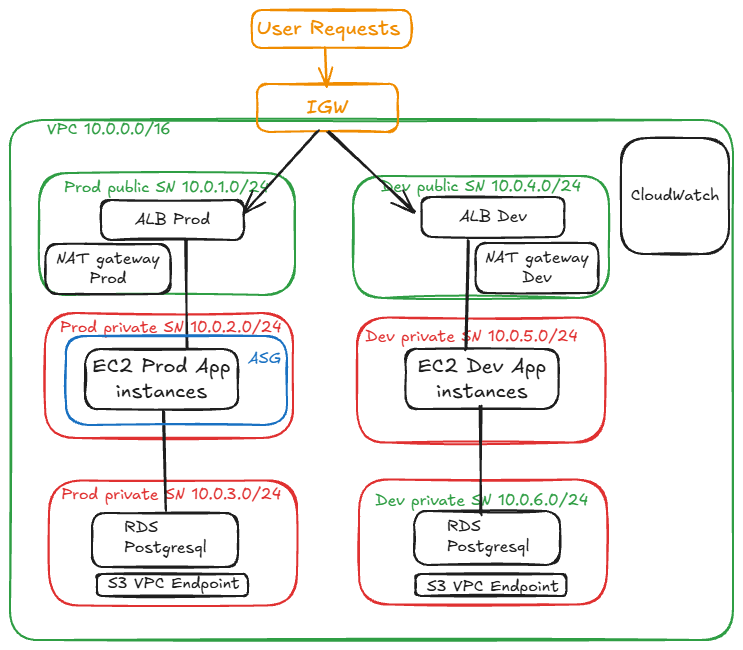 User Requests
IGW
VPC 10.0.0.0/16
CloudWatch
Prod public SN 10.0.1.0/24
ALB Prod
NAT gateway
Prod
Dev public SN 10.0.4.0/24
ALB Dev
NAT gateway
Dev
Prod private SN 10.0.2.0/24
ASG
EC2 Prod App
instances
Dev private SN 10.0.5.0/24
EC2 Dev App
instances
Prod private SN 10.0.3.0/24
RDS
Postgresql
S3 VPC Endpoint
Dev private SN 10.0.6.0/24
RDS
Postgresql
S3 VPC Endpoint